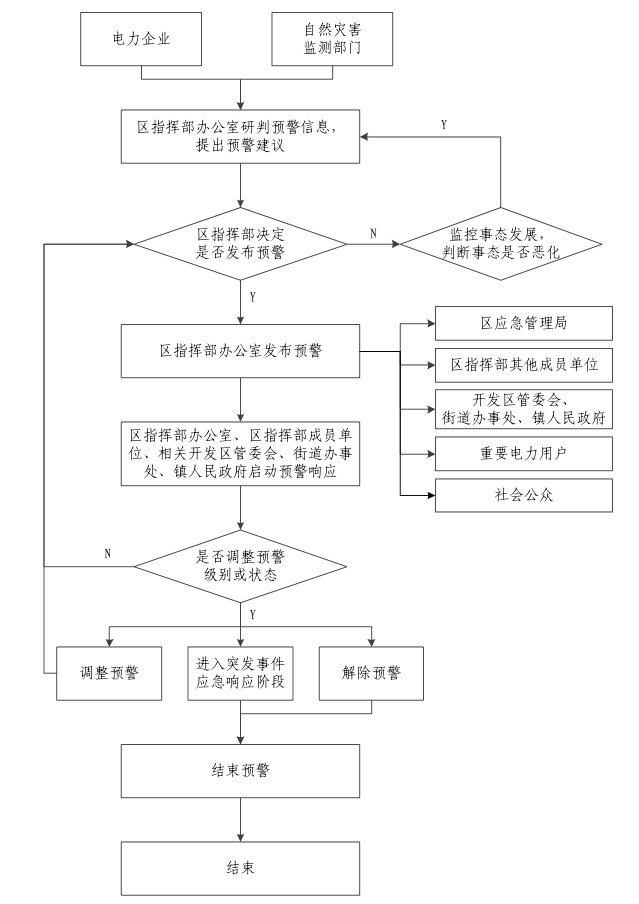 电力企业
自然灾害
监测部门
区指挥部办公室研判预警信息，
提出预警建议
Y
区指挥部决定
是否发布预警
N
监控事态发展，
判断事态是否恶化
Y
区指挥部办公室发布预警
区应急管理局
区指挥部其他成员单位
开发区管委会、
街道办事处、镇人民政府
重要电力用户
社会公众
区指挥部办公室、区指挥部成员单
位、相关开发区管委会、街道办事
处、镇人民政府启动预警响应
N
是否调整预警
级别或状态
Y
调整预警
进入突发事件
应急响应阶段
解除预警
结束预警
结束